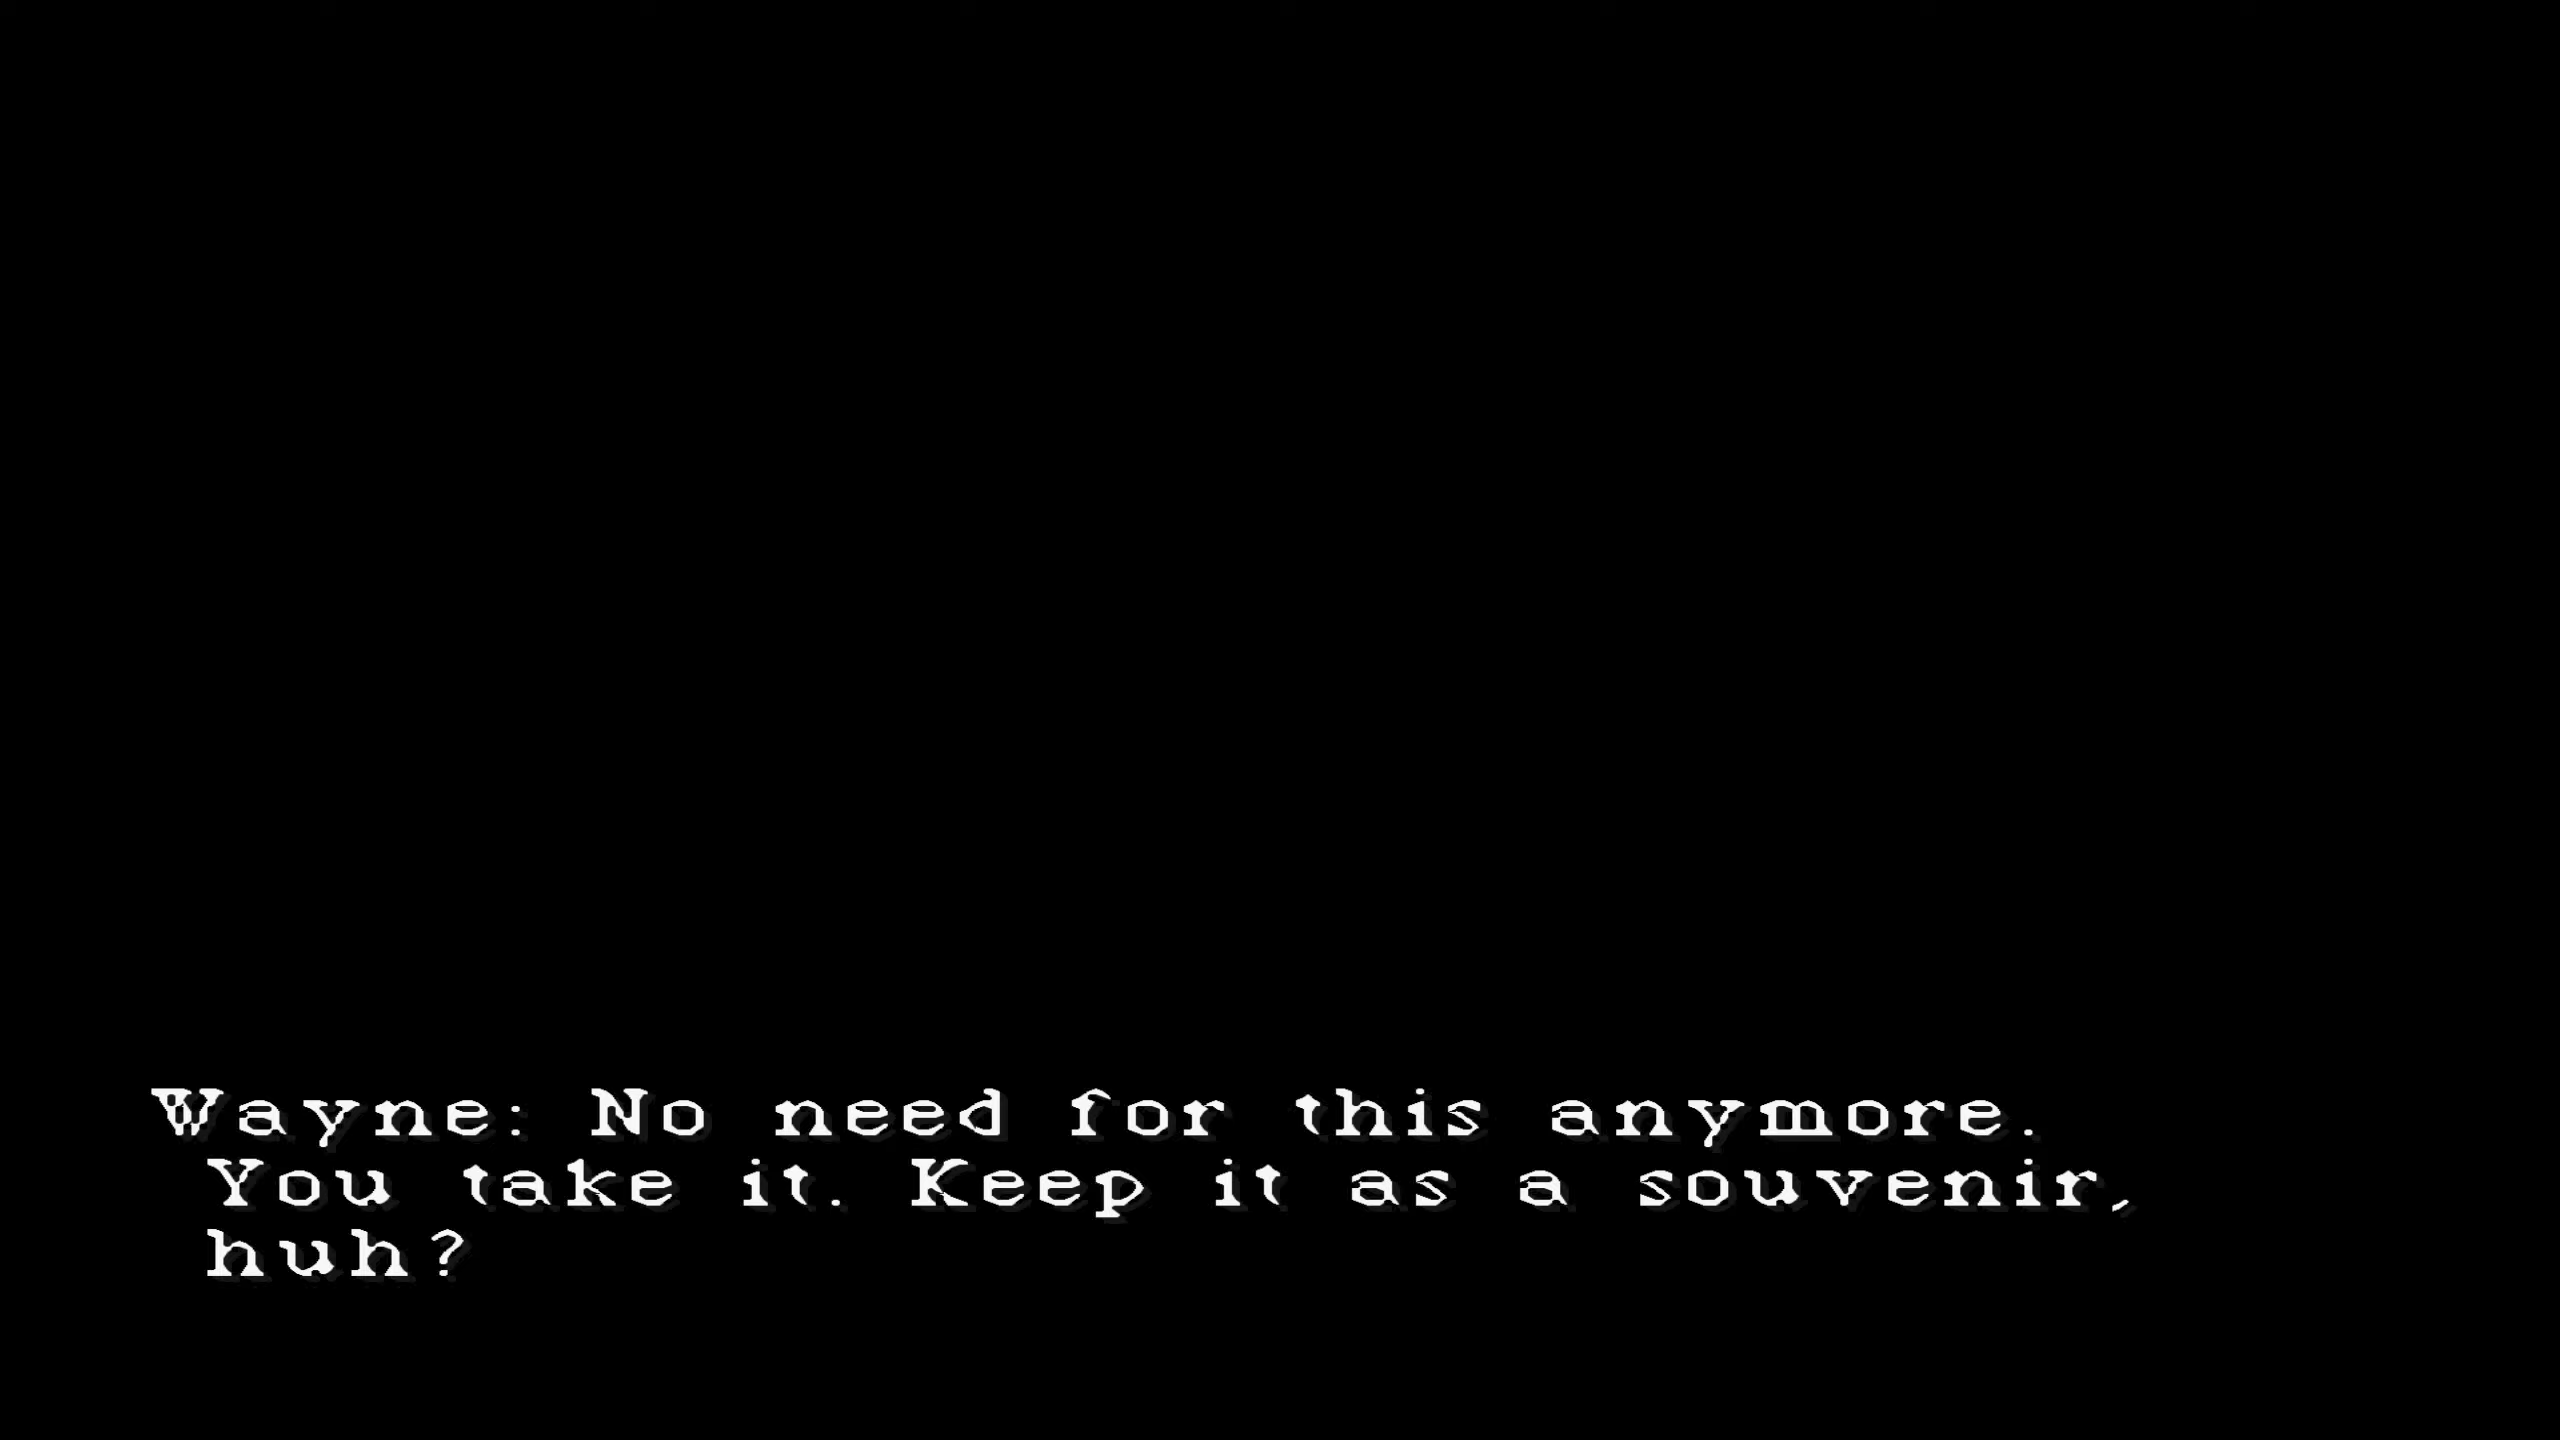 Wayne: No need for this anymore.
You take it. Keep it as a souvenir,
huh?